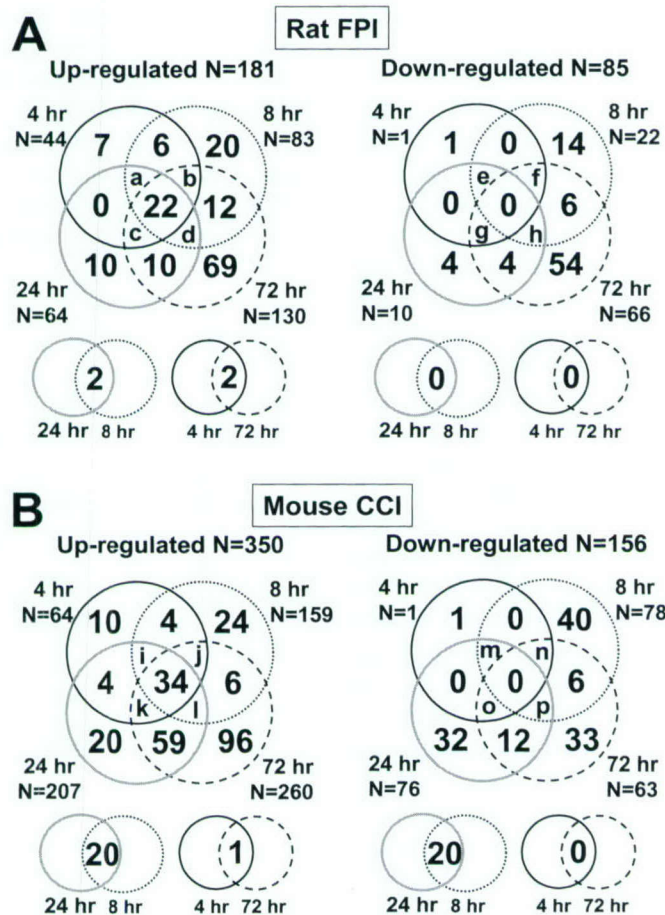 A
Rat FPI
Up-regulated N=181
4 hr
N=44
8 hr
N=83
7 6 20
a b
0 22 12
c d
10 10 69
24 hr
N=64
72 hr
N=130
2
24 hr 8 hr
2
4 hr 72 hr
Down-regulated N=85
4 hr
N=1
8 hr
N=22
1 0 14
e f
0 0 6
g h
4 4 54
24 hr
N=10
72 hr
N=66
0
24 hr 8 hr
0
4 hr 72 hr
B
Mouse CCI
Up-regulated N=350
4 hr
N=64
8 hr
N=159
10 4 24
i j
4 34 6
k l
20 59 96
24 hr
N=207
72 hr
N=260
20
24 hr 8 hr
1
4 hr 72 hr
Down-regulated N=156
4 hr
N=1
8 hr
N=78
1 0 40
m n
0 0 6
o p
32 12 33
24 hr
N=76
72 hr
N=63
20
24 hr 8 hr
0
4 hr 72 hr